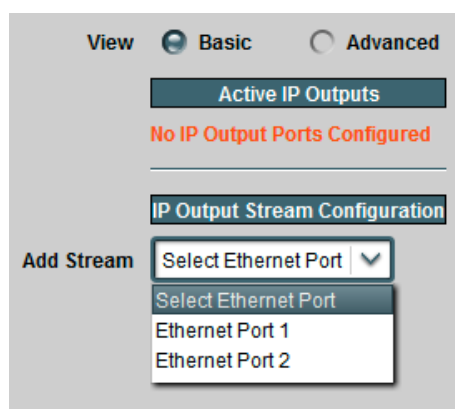 View Basic Advanced
Active IP Outputs
No IP Output Ports Configured
IP Output Stream Configuration
Add Stream Select Ethernet Port
Select Ethernet Port
Ethernet Port 1
Ethernet Port 2